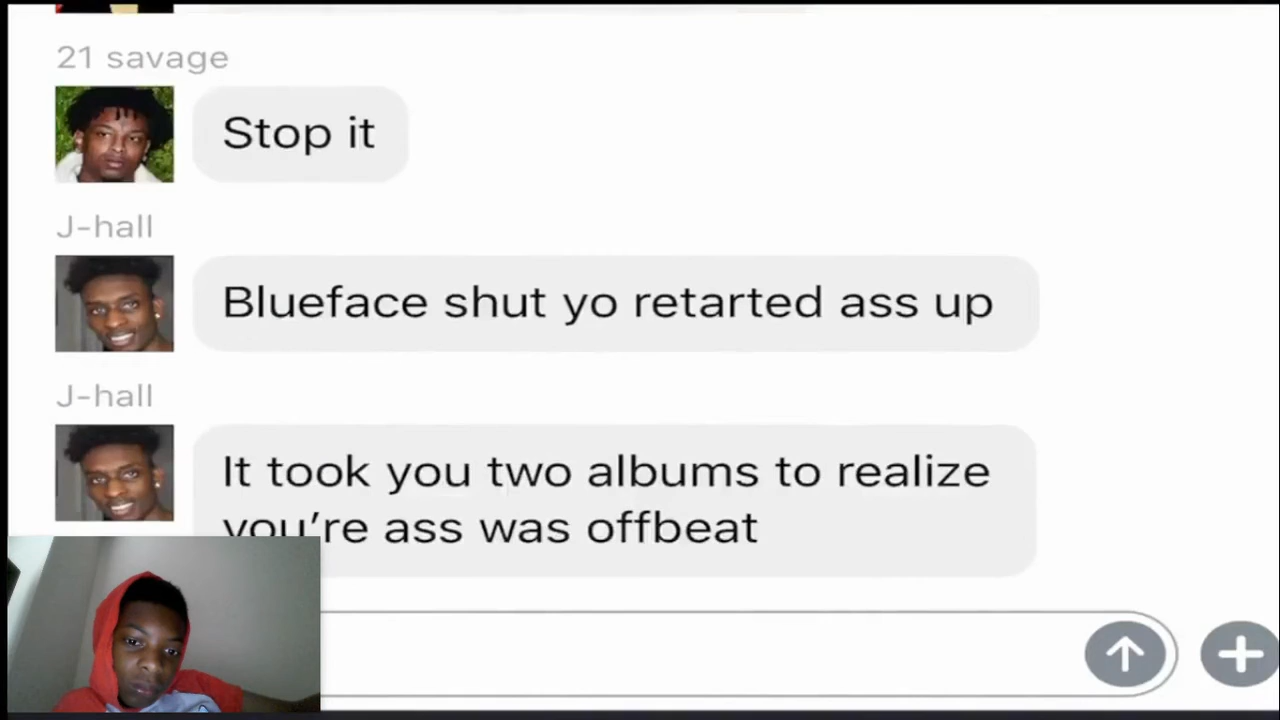 21 savage
Stop it
J-hall
Blueface shut yo retarted ass up
J-hall
It took you two albums to realize
you’re ass was offbeat